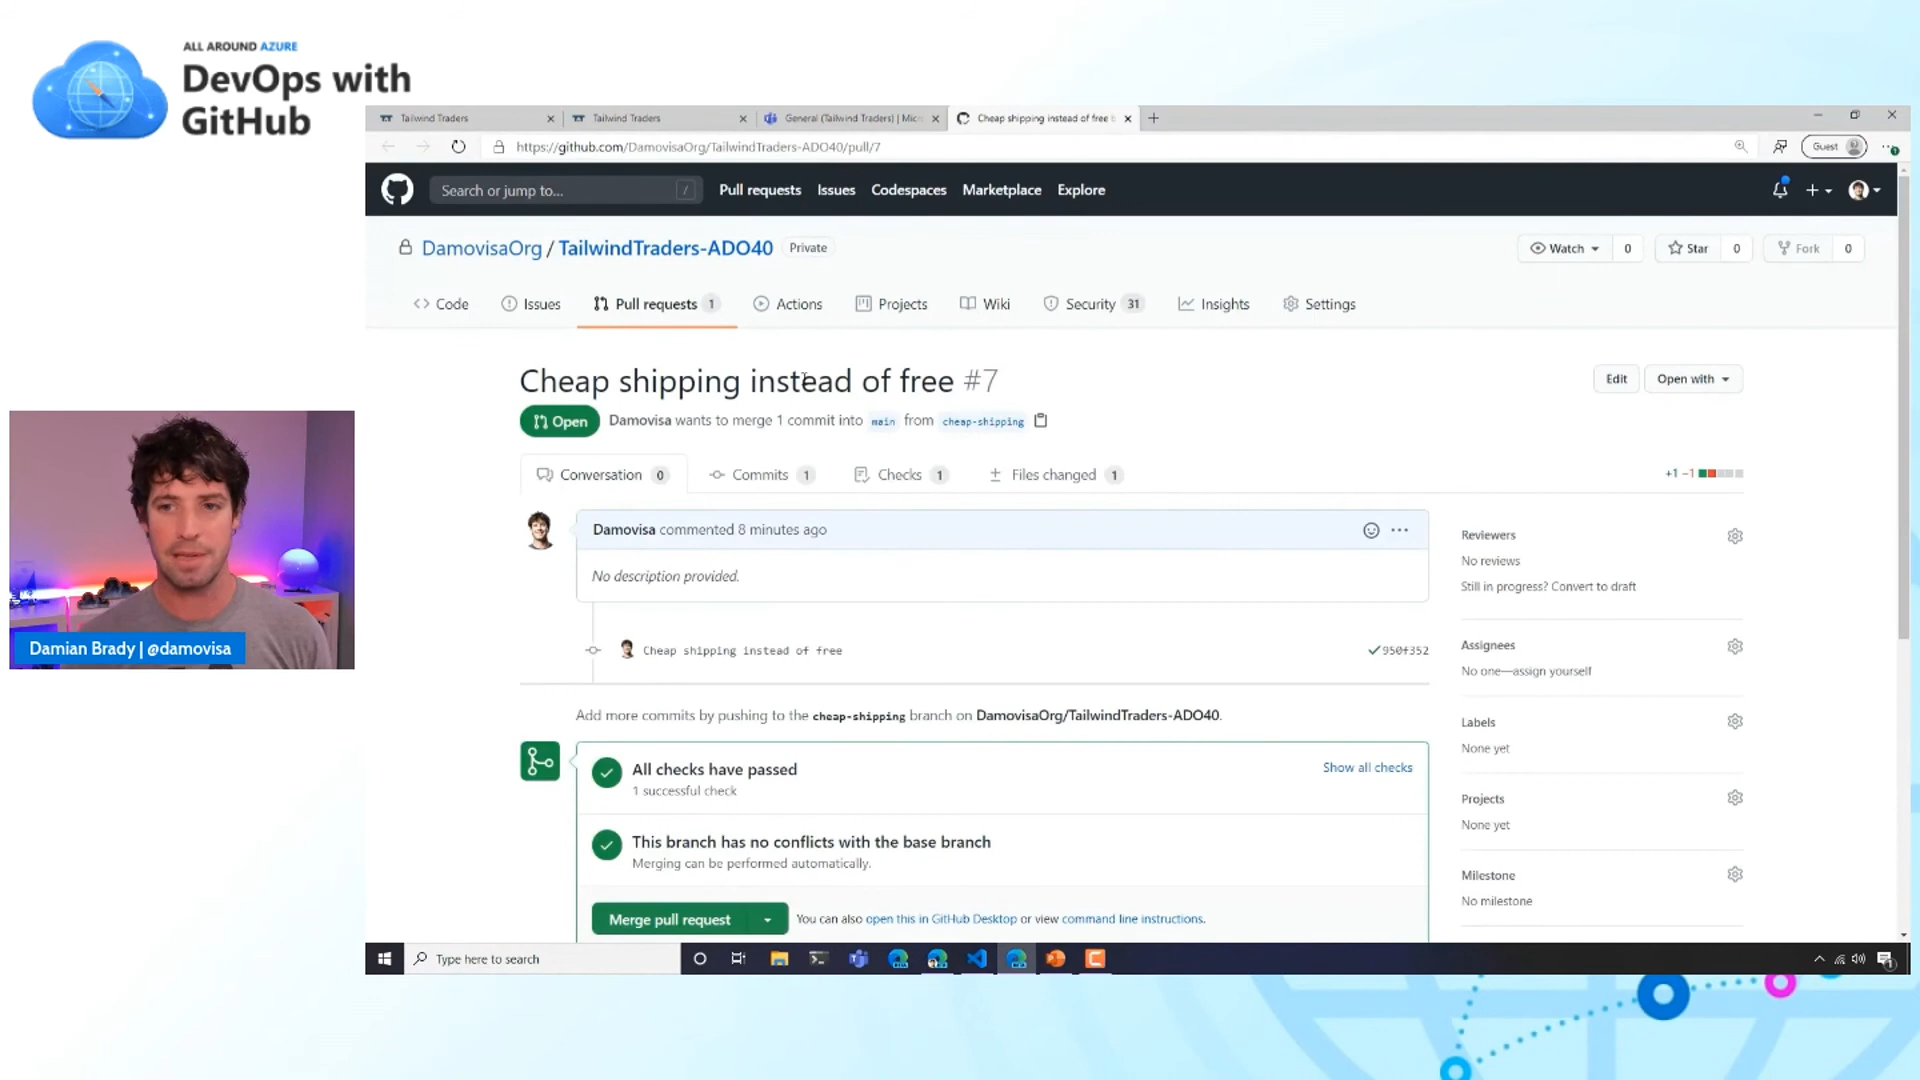 ALL AROUND AZURE
DevOps with
GitHub
Tailwind Traders
Tailwind Traders
General (Tailwind Traders) | Micr
Cheap shipping instead of free
https://github.com/DamovisaOrg/TailwindTraders-ADO40/pull/7
Guest
Search or jump to...
/
Pull requests
Issues
Codespaces
Marketplace
Explore
DamovisaOrg / TailwindTraders-ADO40
Private
Watch
0
Star
0
Fork
0
Code
Issues
Pull requests 1
Actions
Projects
Wiki
Security 31
Insights
Settings
Cheap shipping instead of free #7
Edit
Open with
Open
Damovisa wants to merge 1 commit into main from cheap-shipping
Conversation 0
Commits 1
Checks 1
Files changed 1
+1 −1
Damovisa commented 8 minutes ago
No description provided.
Cheap shipping instead of free
950f352
Add more commits by pushing to the cheap-shipping branch on DamovisaOrg/TailwindTraders-ADO40.
All checks have passed
1 successful check
Show all checks
This branch has no conflicts with the base branch
Merging can be performed automatically.
Merge pull request
You can also open this in GitHub Desktop or view command line instructions.
Reviewers
No reviews
Still in progress? Convert to draft
Assignees
No one—assign yourself
Labels
None yet
Projects
None yet
Milestone
No milestone
Damian Brady | @damovisa
Type here to search